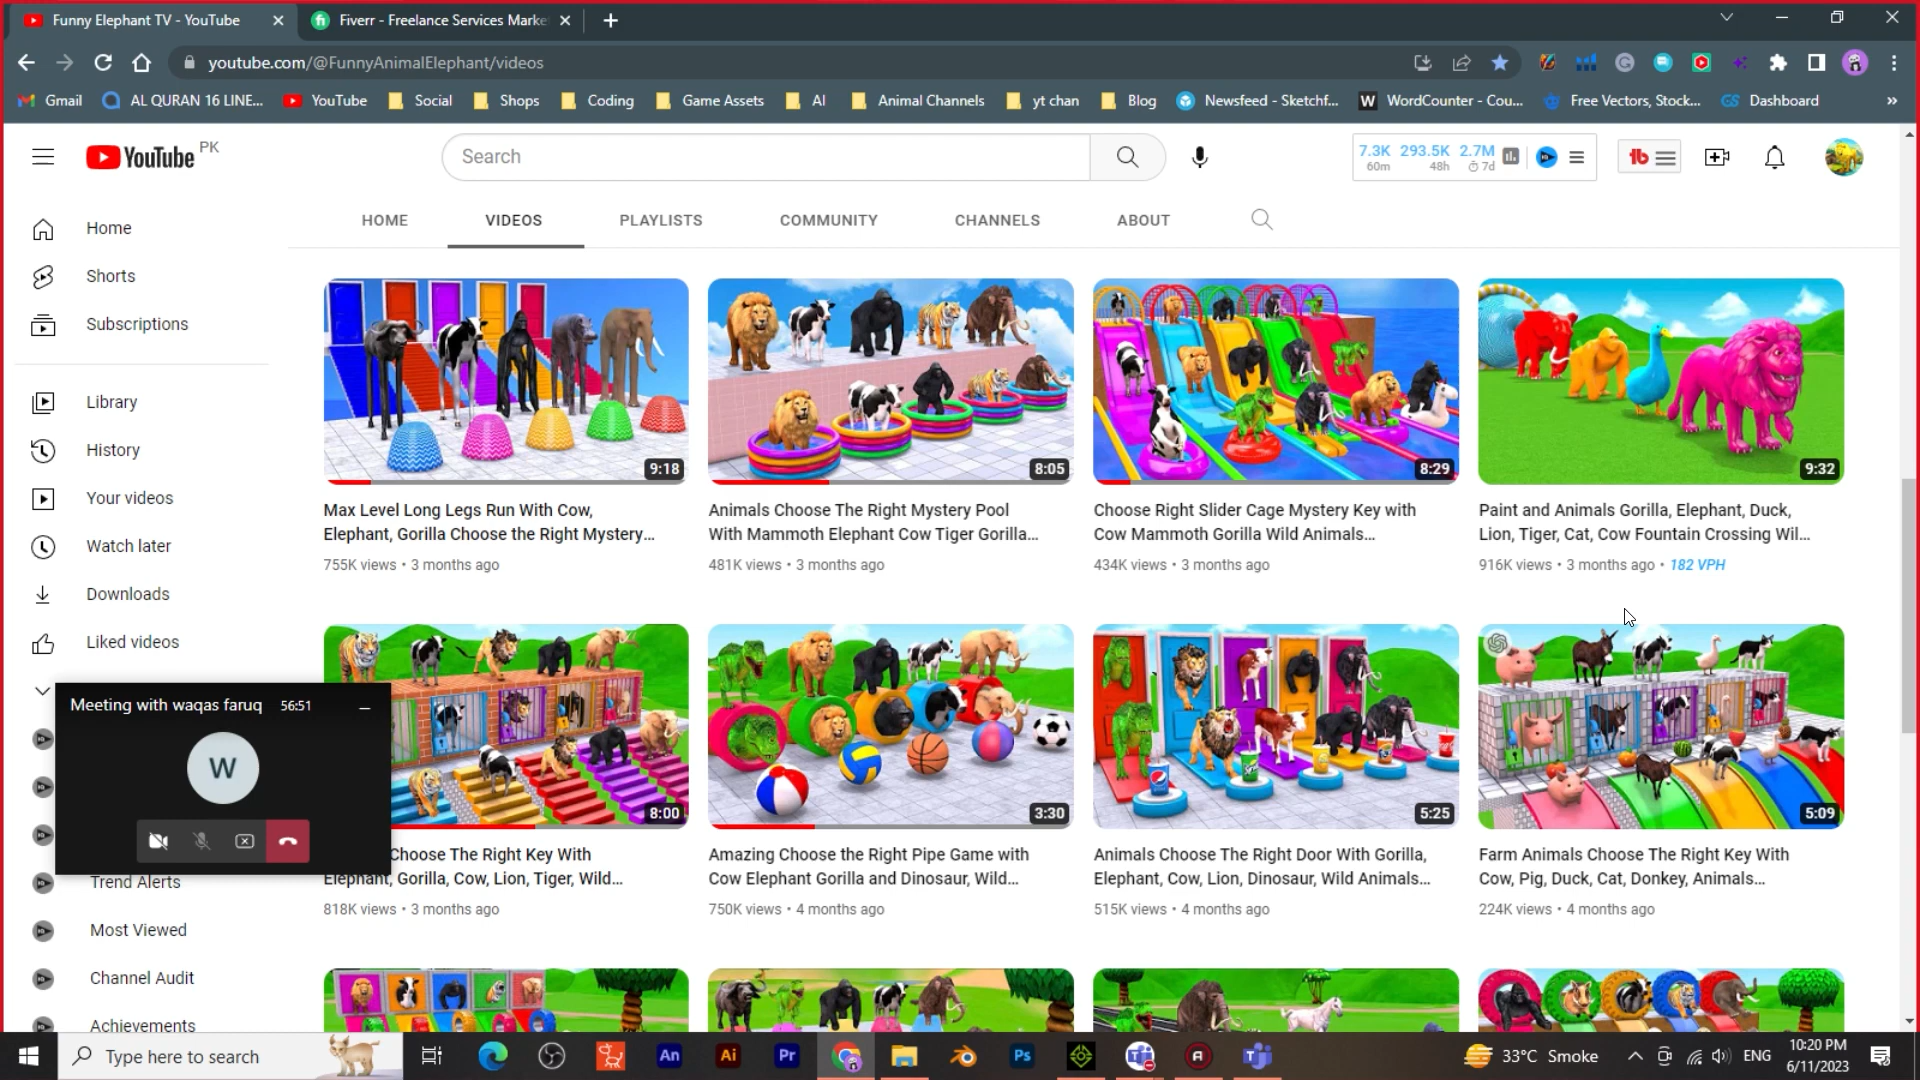 Funny Elephant TV - YouTube
Fiverr - Freelance Services Marke
youtube.com/@FunnyAnimalElephant/videos
Gmail
AL QURAN 16 LINE...
YouTube
Social
Shops
Coding
Game Assets
AI
Animal Channels
yt chan
Blog
Newsfeed - Sketchf...
W WordCounter - Cou...
Free Vectors, Stock...
GS Dashboard
»
YouTube PK
Search
7.3K 293.5K 2.7M
60m 48h 7d
tb
HOME
VIDEOS
PLAYLISTS
COMMUNITY
CHANNELS
ABOUT
Home
Shorts
Subscriptions
Library
History
Your videos
Watch later
Downloads
Liked videos
9:18
8:05
8:29
9:32
Max Level Long Legs Run With Cow,
Elephant, Gorilla Choose the Right Mystery...
755K views • 3 months ago
Animals Choose The Right Mystery Pool
With Mammoth Elephant Cow Tiger Gorilla...
481K views • 3 months ago
Choose Right Slider Cage Mystery Key with
Cow Mammoth Gorilla Wild Animals...
434K views • 3 months ago
Paint and Animals Gorilla, Elephant, Duck,
Lion, Tiger, Cat, Cow Fountain Crossing Wil...
916K views • 3 months ago • 182 VPH
Meeting with waqas faruq 56:51
W
8:00
3:30
5:25
5:09
Choose The Right Key With
Elephant, Gorilla, Cow, Lion, Tiger, Wild...
818K views • 3 months ago
Amazing Choose the Right Pipe Game with
Cow Elephant Gorilla and Dinosaur, Wild...
750K views • 4 months ago
Animals Choose The Right Door With Gorilla,
Elephant, Cow, Lion, Dinosaur, Wild Animals...
515K views • 4 months ago
Farm Animals Choose The Right Key With
Cow, Pig, Duck, Cat, Donkey, Animals...
224K views • 4 months ago
Trend Alerts
Most Viewed
Channel Audit
Achievements
Type here to search
An
Ai
Pr
Ps
33°C Smoke
ENG
10:20 PM
6/11/2023